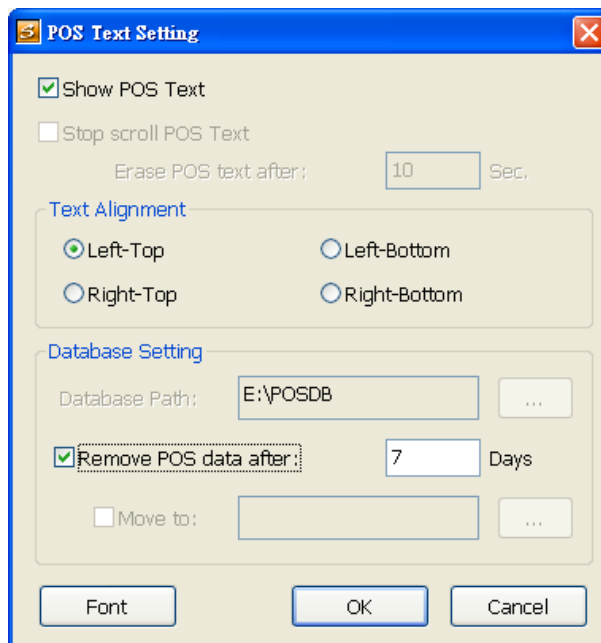 POS Text Setting
Show POS Text
Stop scroll POS Text
Erase POS text after: 10 Sec.
Text Alignment
Left-Top Left-Bottom
Right-Top Right-Bottom
Database Setting
Database Path: E:\POSDB ...
Remove POS data after: 7 Days
Move to: ...
Font OK Cancel